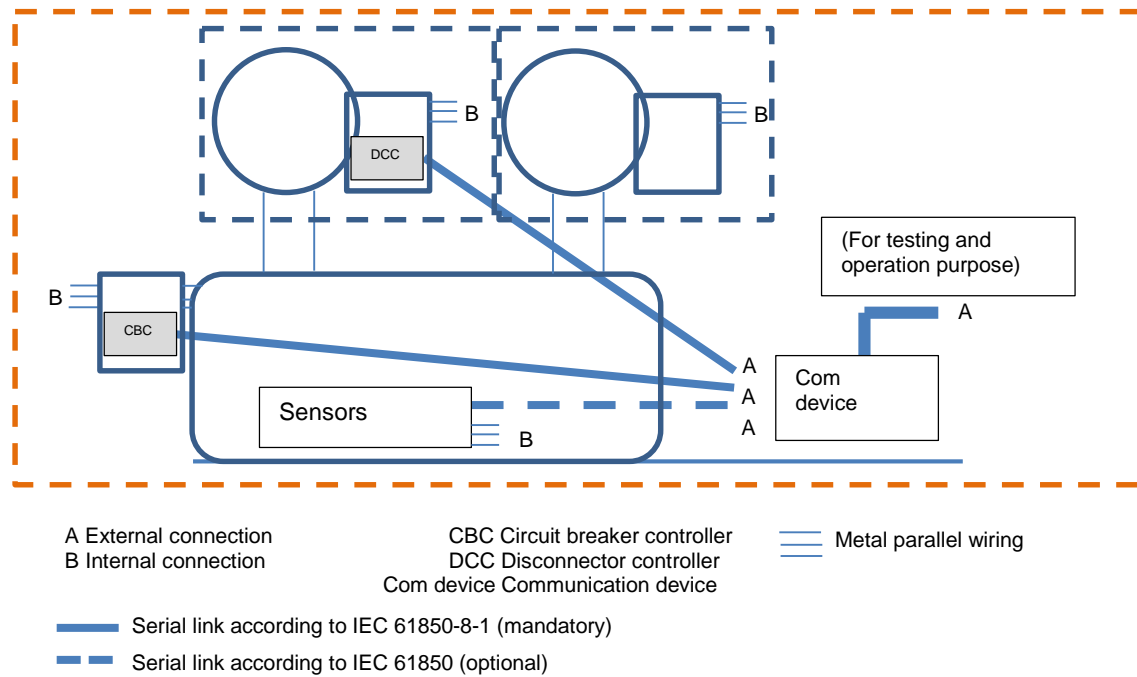 B
DCC
B
(For testing and
operation purpose)
B
A
CBC
A
Com
device
A
Sensors
A
B
A External connection
CBC Circuit breaker controller
Metal parallel wiring
B Internal connection
DCC Disconnector controller
Com device Communication device
Serial link according to IEC 61850-8-1 (mandatory)
Serial link according to IEC 61850 (optional)